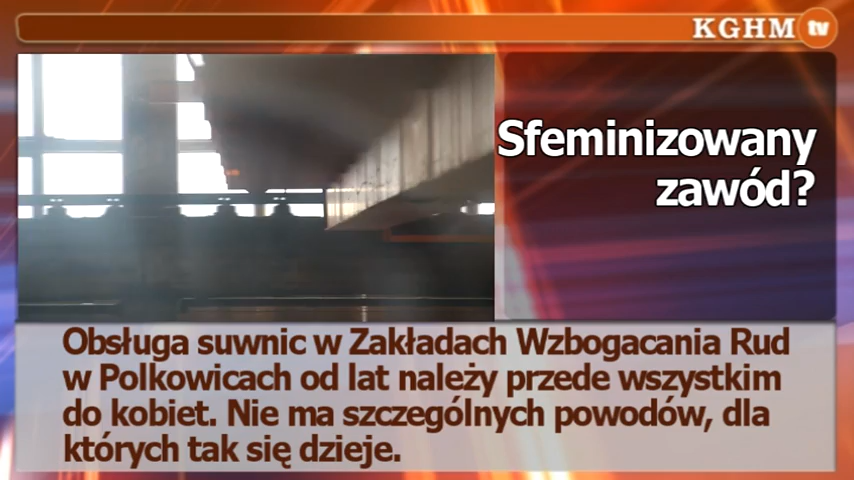 KGHM tv
Sfeminizowany
zawód?
Obsługa suwnic w Zakładach Wzbogacania Rud
w Polkowicach od lat należy przede wszystkim
do kobiet. Nie ma szczególnych powodów, dla
których tak się dzieje.